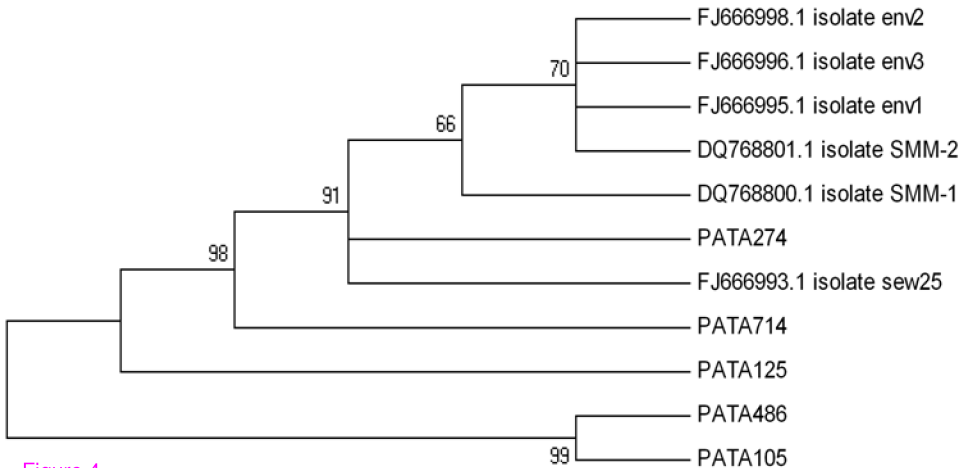 FJ666998.1 isolate env2
70
FJ666996.1 isolate env3
FJ666995.1 isolate env1
66
DQ768801.1 isolate SMM-2
DQ768800.1 isolate SMM-1
91
PATA274
98
FJ666993.1 isolate sew25
PATA714
PATA125
PATA486
99
PATA105
Figure 4